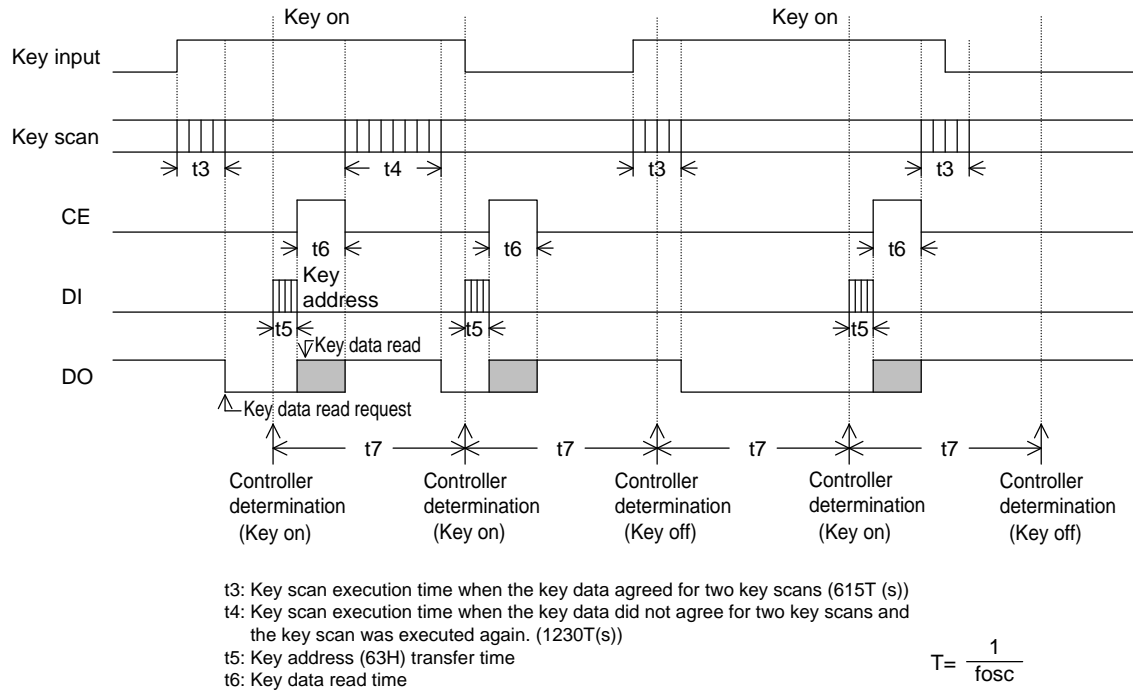 Key on Key on
Key input
Key scan
t3 t4 t3 t3
CE
t6 t6 t6
Key
address
DI
t5 t5 t5
Key data read
DO
Key data read request
t7 t7 t7 t7
Controller determination (Key on)
Controller determination (Key on)
Controller determination (Key off)
Controller determination (Key on)
Controller determination (Key off)
t3: Key scan execution time when the key data agreed for two key scans (615T (s))
t4: Key scan execution time when the key data did not agree for two key scans and
the key scan was executed again. (1230T(s))
t5: Key address (63H) transfer time
t6: Key data read time
T= 1
fosc